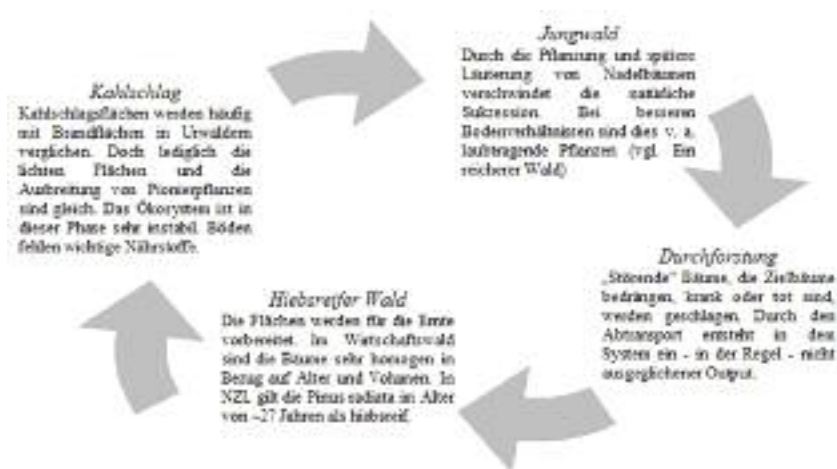 Kahlschlag
Kahlschlagsflächen werden häufig
mit Brandflächen in Urwäldern
verglichen. Doch lediglich die
lichten Flächen und die
Ausbreitung von Pionierpflanzen
sind gleich. Das Ökosystem ist in
dieser Phase sehr instabil. Böden
fehlen wichtige Nährstoffe.
Jungwald
Durch die Pflanzung und spätere
Läuterung von Nadelbäumen
verschwindet die natürliche
Sukzession. Bei besseren
Bodenverhältnissen sind dies v. a.
laubtragende Pflanzen (vgl. Ein
reicherer Wald)
Durchforstung
„Störende“ Bäume, die Zielbäume
bedrängen, krank oder tot sind,
werden geschlagen. Durch den
Abtransport entsteht in dem
System ein - in der Regel - nicht
ausgeglichener Output.
Hiebsreifer Wald
Die Flächen werden für die Ernte
vorbereitet. Im Wirtschaftswald
sind die Bäume sehr homogen in
Bezug auf Alter und Volumen. In
NZL gilt die Pinus radiata im Alter
von ~27 Jahren als hiebsreif.